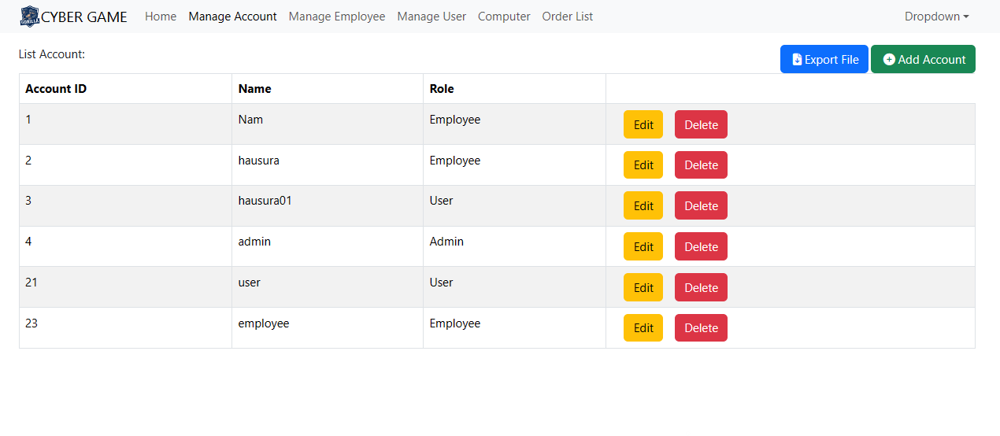 GORILLA CYBER GAME Home Manage Account Manage Employee Manage User Computer Order List Dropdown
List Account: Export File Add Account
Account ID Name Role
1 Nam Employee Edit Delete
2 hausura Employee Edit Delete
3 hausura01 User Edit Delete
4 admin Admin Edit Delete
21 user User Edit Delete
23 employee Employee Edit Delete